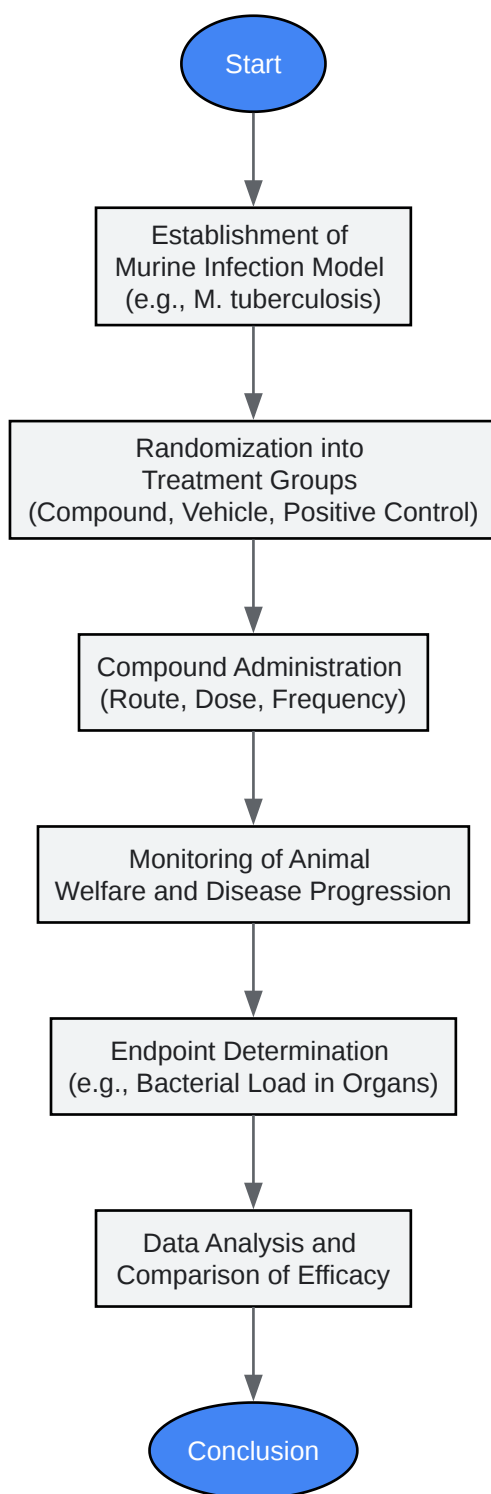 Start
Establishment of
Murine Infection Model
(e.g., M. tuberculosis)
Randomization into
Treatment Groups
(Compound, Vehicle, Positive Control)
Compound Administration
(Route, Dose, Frequency)
Monitoring of Animal
Welfare and Disease Progression
Endpoint Determination
(e.g., Bacterial Load in Organs)
Data Analysis and
Comparison of Efficacy
Conclusion